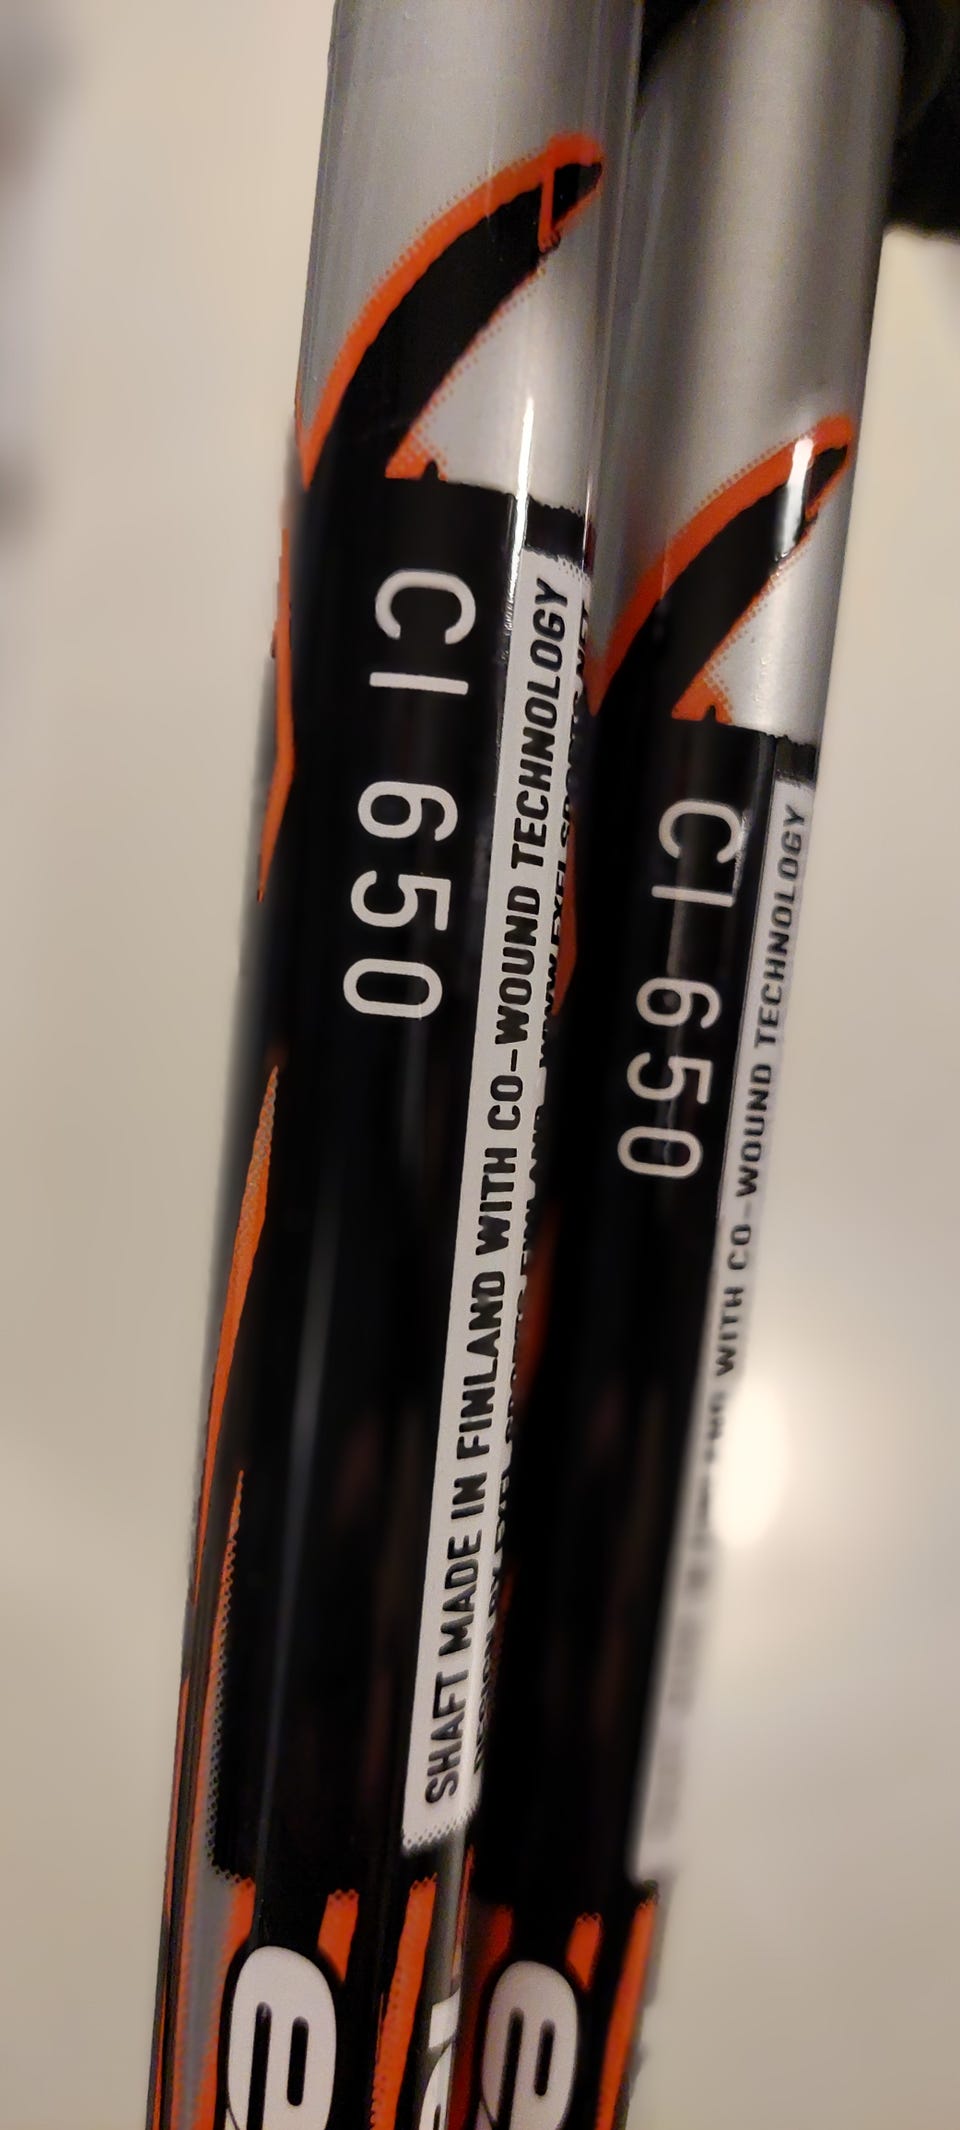 CI 650
SHAFT MADE IN FINLAND WITH CO-WOUND TECHNOLOGY
e
CI 650
WITH CO-WOUND TECHNOLOGY
e